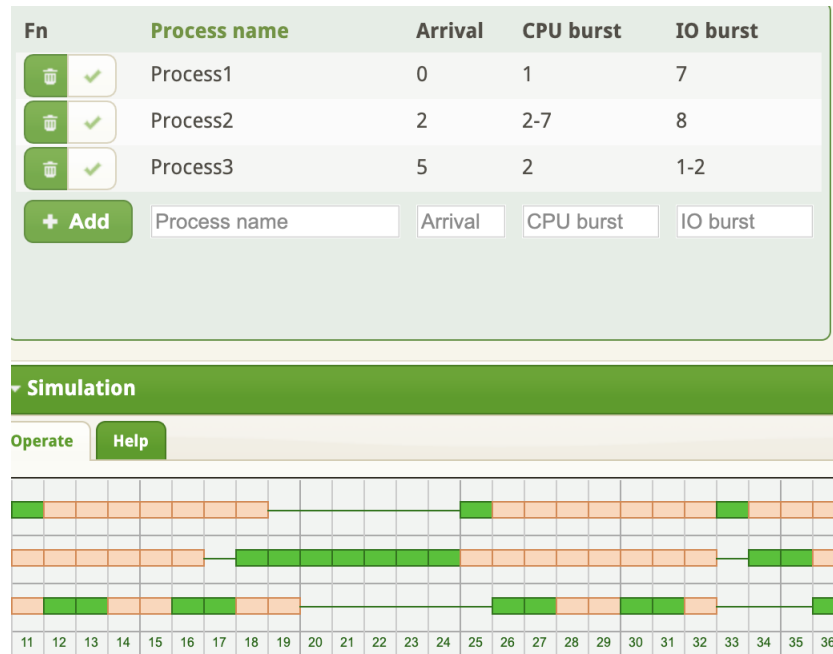 Fn Process name Arrival CPU burst IO burst
Process1 0 1 7
Process2 2 2-7 8
Process3 5 2 1-2
+ Add Process name Arrival CPU burst IO burst
Simulation
Operate Help
11 12 13 14 15 16 17 18 19 20 21 22 23 24 25 26 27 28 29 30 31 32 33 34 35 36